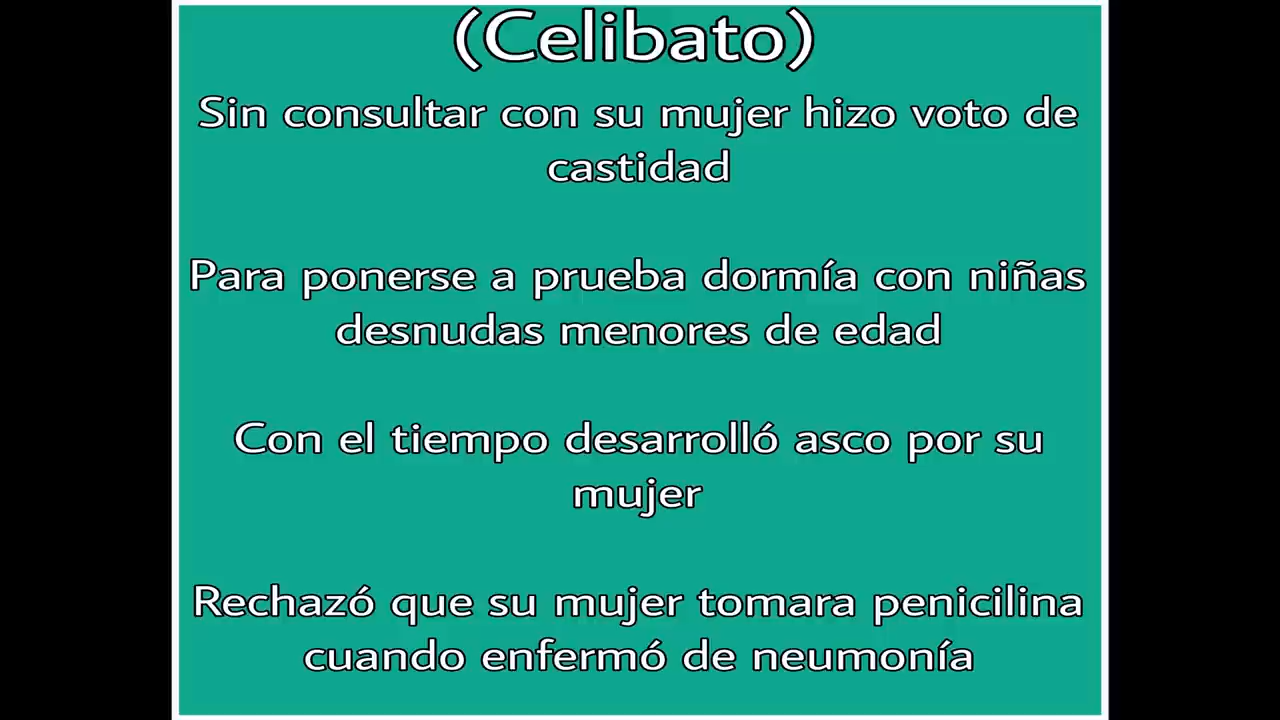 (Celibato)
Sin consultar con su mujer hizo voto de
castidad
Para ponerse a prueba dormía con niñas
desnudas menores de edad
Con el tiempo desarrolló asco por su
mujer
Rechazó que su mujer tomara penicilina
cuando enfermó de neumonía